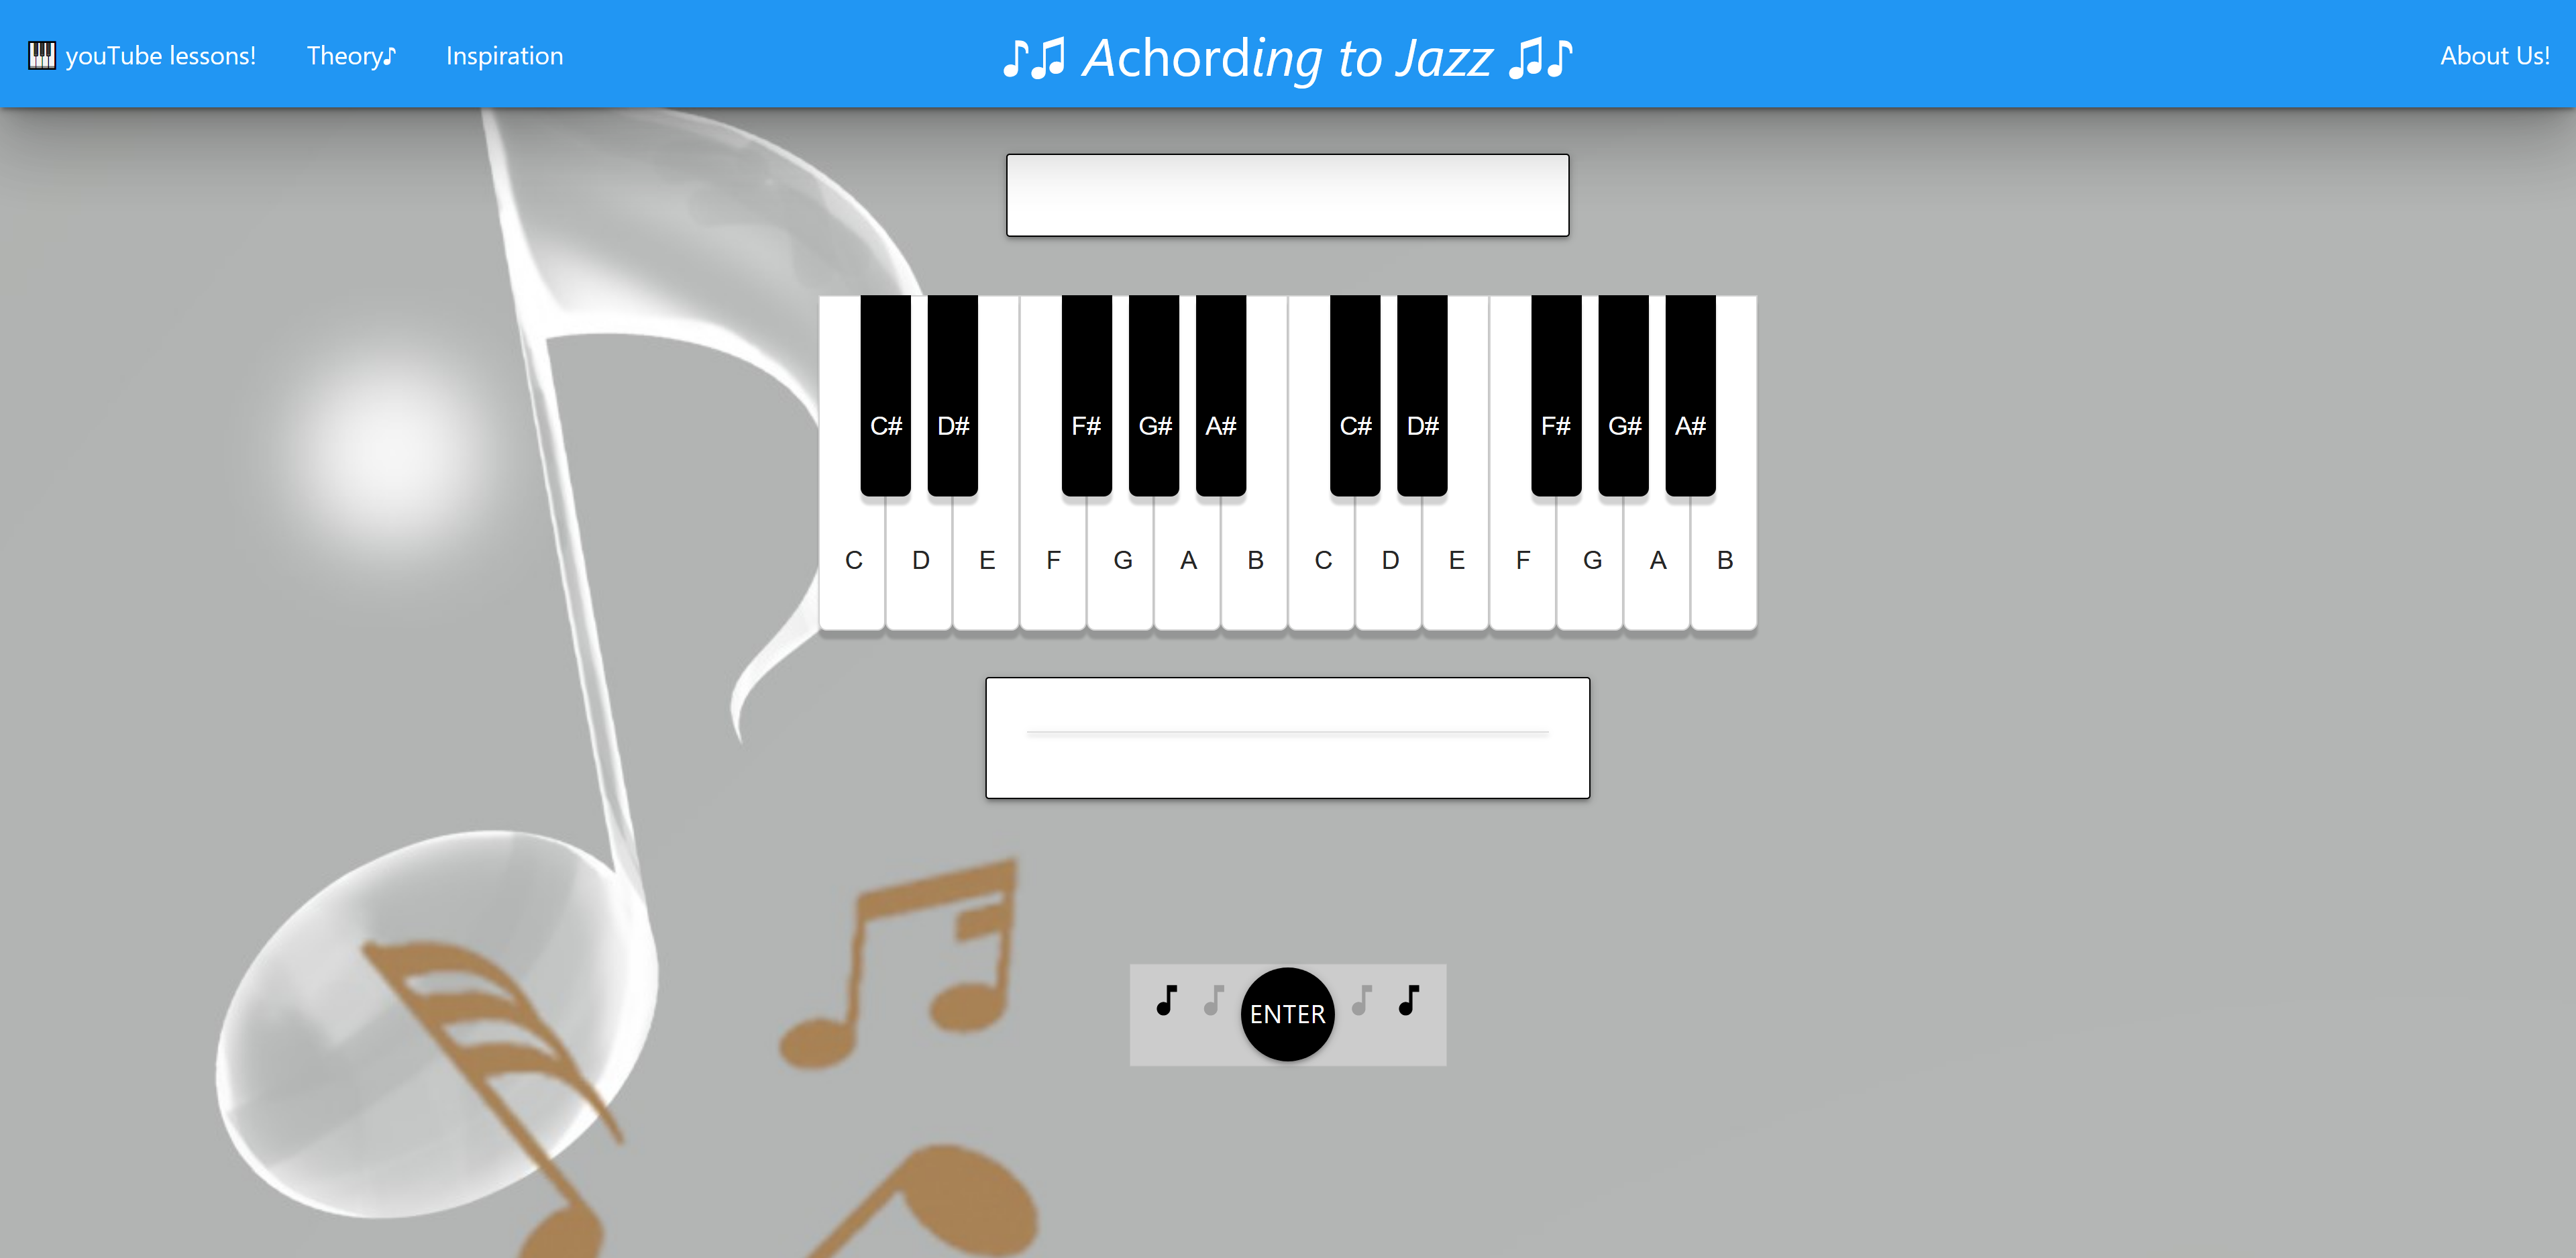 🎹 youTube lessons! Theory♪ Inspiration
♪♫ Achording to Jazz ♫♪
About Us!
C# D# F# G# A# C# D# F# G# A#
C D E F G A B C D E F G A B
ENTER